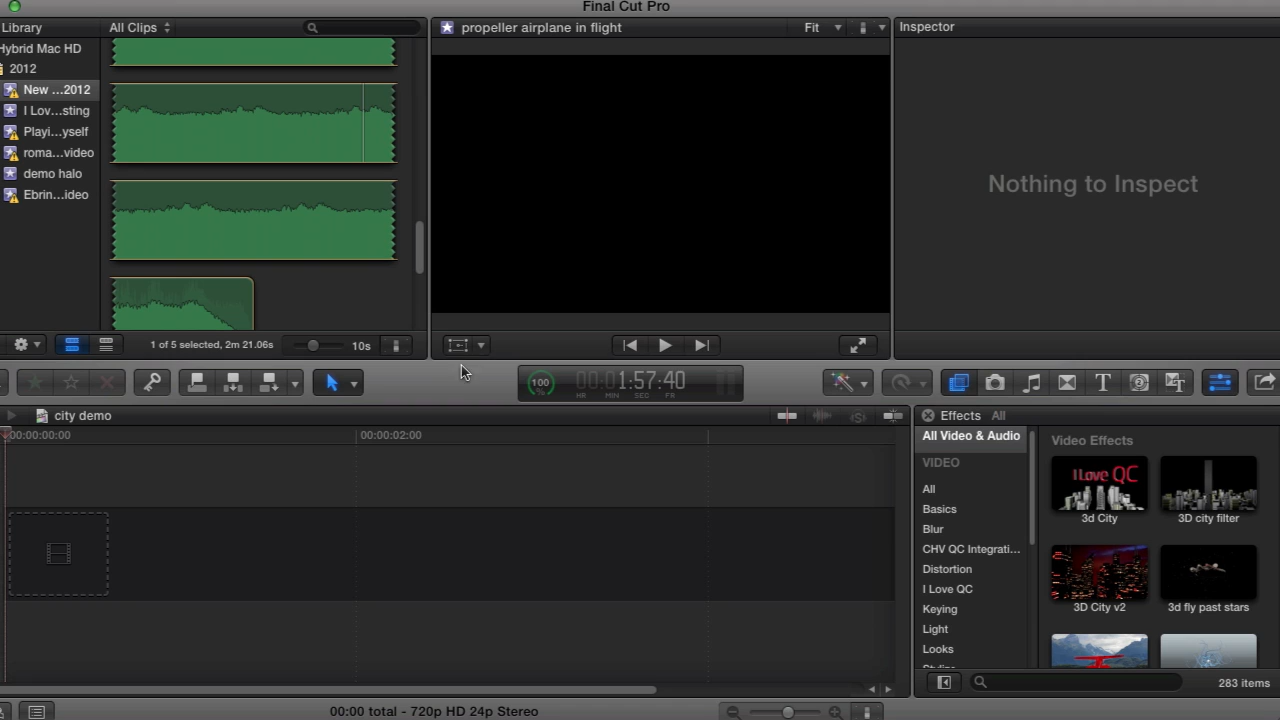 Final Cut Pro
Library
All Clips
propeller airplane in flight
Fit
Inspector
Hybrid Mac HD
2012
New ...2012
I Lov...sting
Playi...yself
roma...video
demo halo
Ebrin...ideo
Nothing to Inspect
1 of 5 selected, 2m 21.06s
10s
100
%
00:01:57:40
HR MIN SEC FR
city demo
00:00:00:00
00:00:02:00
Effects All
All Video & Audio
VIDEO
All
Basics
Blur
CHV QC Integrati...
Distortion
I Love QC
Keying
Light
Looks
Video Effects
I Love QC
3d City
3D city filter
3D City v2
3d fly past stars
283 items
00:00 total - 720p HD 24p Stereo